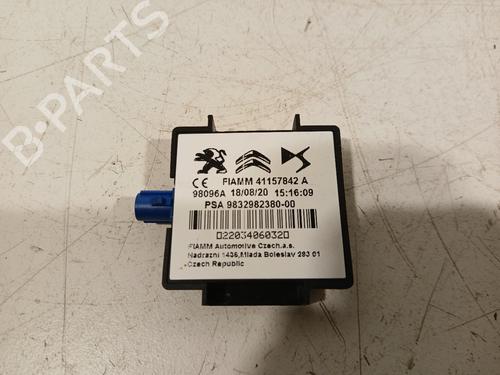 B-PARTS
CE FIAMM 41157842 A
98096A 18/08/20 15:16:09
PSA 9832982380-00
022034060320
FIAMM Automotive Czech.a.s.
Nadrazni 1436,Mlada Boleslav 293 01
Czech Republic